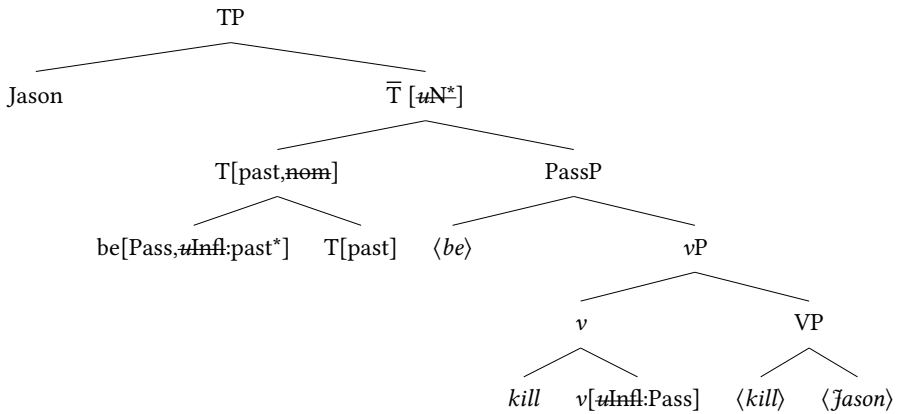 TP
Jason T̅ [uN*]
T[past,nom] PassP
be[Pass,uInfl:past*] T[past] ⟨be⟩ vP
v VP
kill v[uInfl:Pass] ⟨kill⟩ ⟨Jason⟩